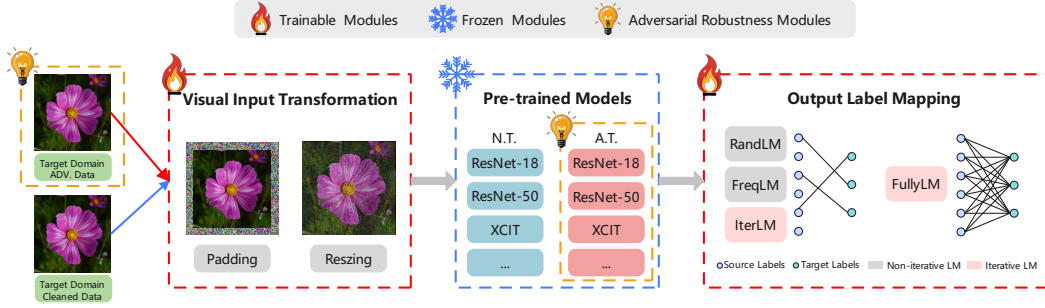 Trainable Modules
Frozen Modules
Adversarial Robustness Modules
Target Domain
ADV. Data
Target Domain
Cleaned Data
Visual Input Transformation
Padding
Reszing
Pre-trained Models
N.T.
A.T.
ResNet-18
ResNet-18
ResNet-50
ResNet-50
XCIT
XCIT
...
...
Output Label Mapping
RandLM
FreqLM
IterLM
FullyLM
Source Labels
Target Labels
Non-iterative LM
Iterative LM